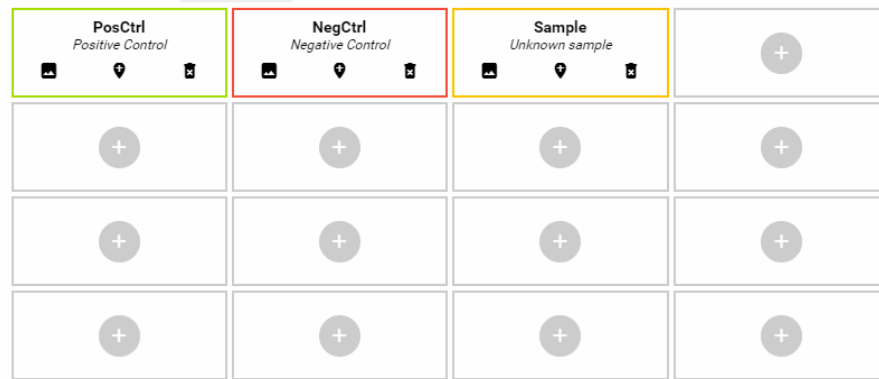 PosCtrl
Positive Control
NegCtrl
Negative Control
Sample
Unknown sample